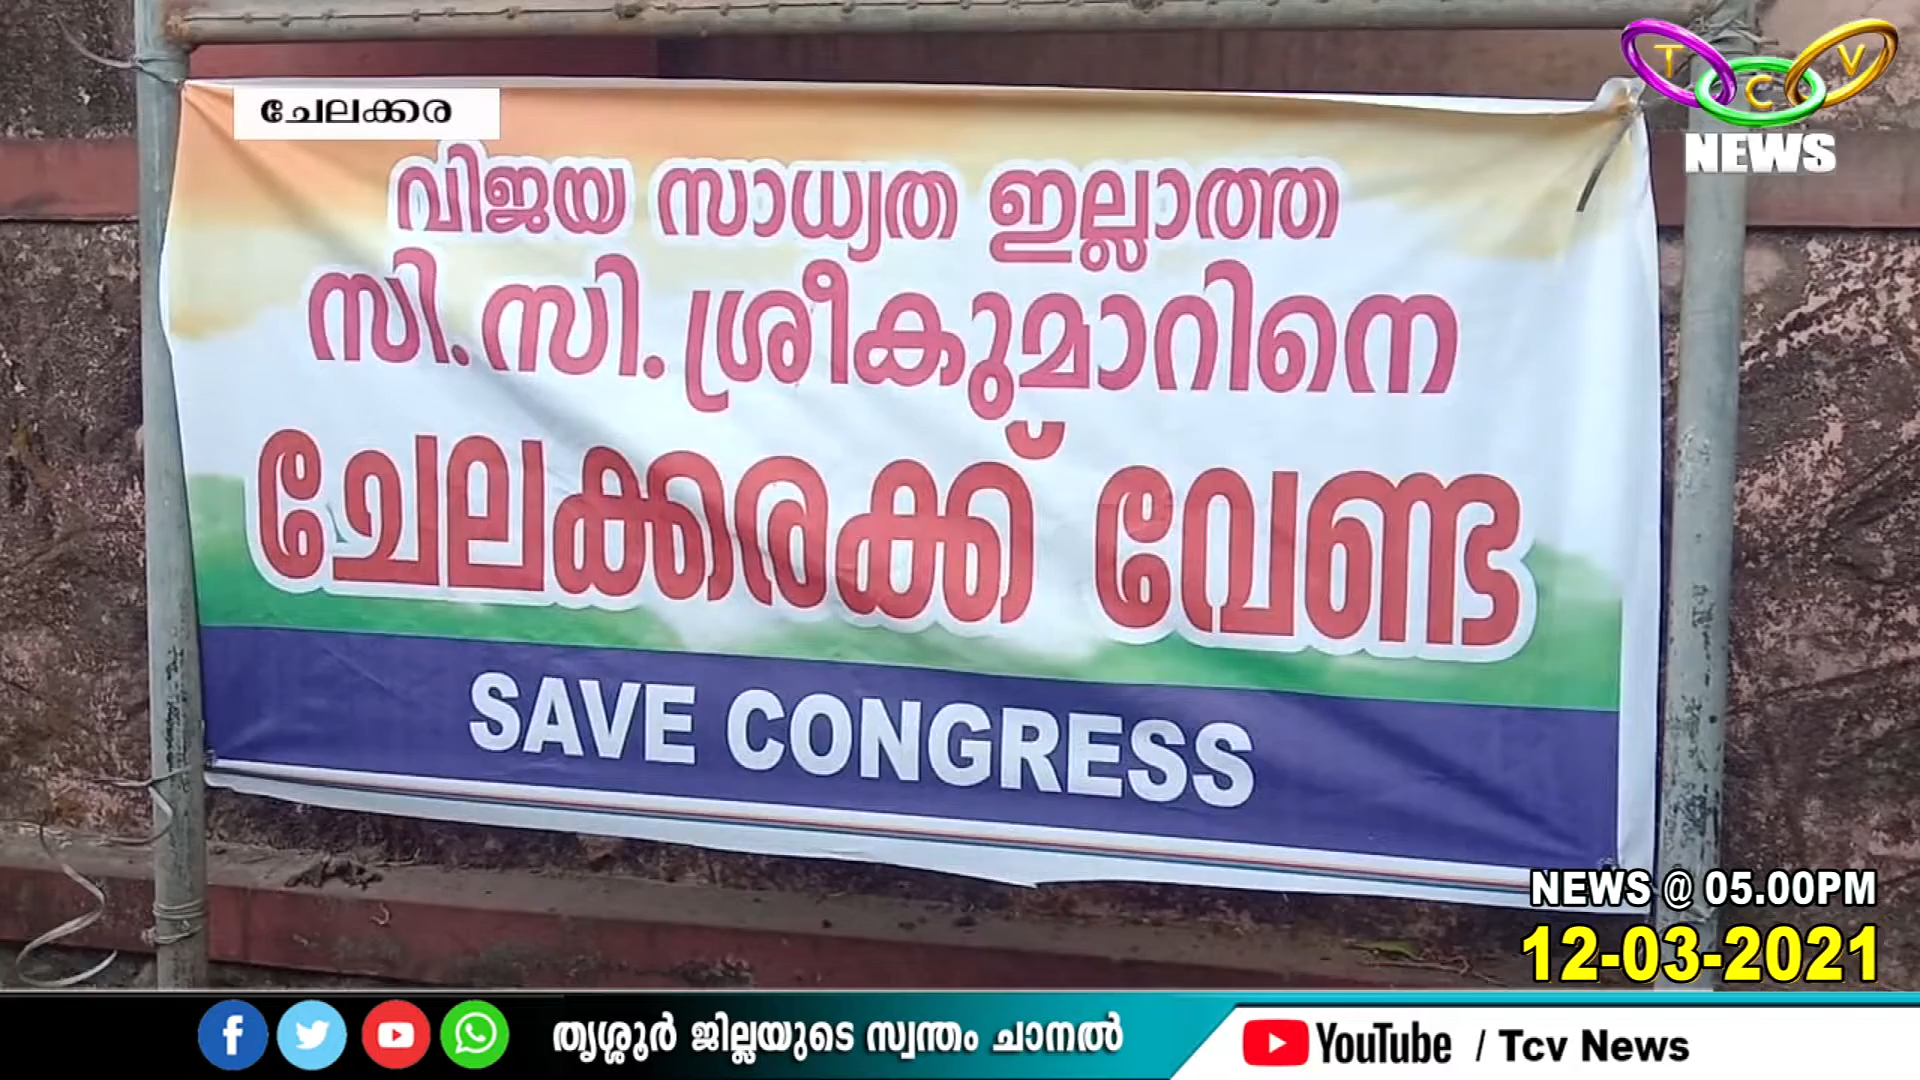 ചേലക്കര
T C V
NEWS
വിജയ സാധ്യത ഇല്ലാത്ത
സി.സി.ശ്രീകുമാറിനെ
ചേലക്കരക്ക് വേണ്ട
SAVE CONGRESS
NEWS @ 05.00PM
12-03-2021
തൃശ്ശൂർ ജില്ലയുടെ സ്വന്തം ചാനൽ
YouTube / Tcv News